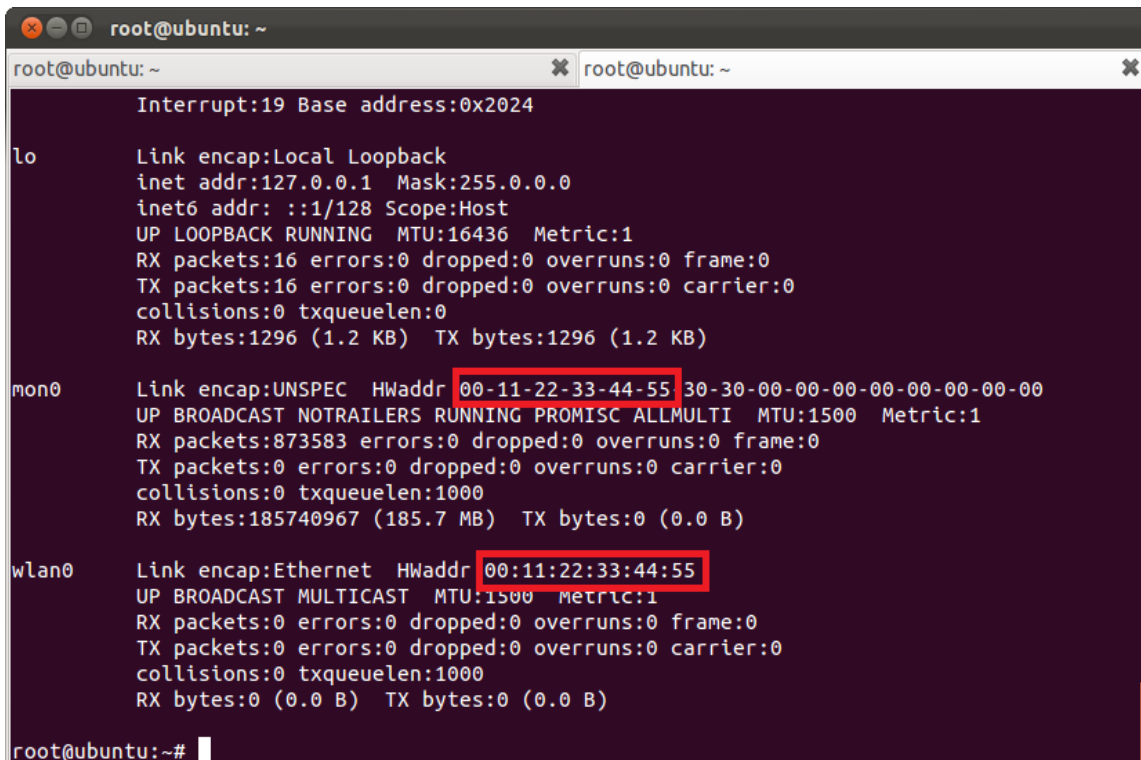 root@ubuntu: ~
root@ubuntu: ~ root@ubuntu: ~
Interrupt:19 Base address:0x2024
lo Link encap:Local Loopback
inet addr:127.0.0.1 Mask:255.0.0.0
inet6 addr: ::1/128 Scope:Host
UP LOOPBACK RUNNING MTU:16436 Metric:1
RX packets:16 errors:0 dropped:0 overruns:0 frame:0
TX packets:16 errors:0 dropped:0 overruns:0 carrier:0
collisions:0 txqueuelen:0
RX bytes:1296 (1.2 KB) TX bytes:1296 (1.2 KB)
mon0 Link encap:UNSPEC HWaddr 00-11-22-33-44-55-30-30-00-00-00-00-00-00-00-00
UP BROADCAST NOTRAILERS RUNNING PROMISC ALLMULTI MTU:1500 Metric:1
RX packets:873583 errors:0 dropped:0 overruns:0 frame:0
TX packets:0 errors:0 dropped:0 overruns:0 carrier:0
collisions:0 txqueuelen:1000
RX bytes:185740967 (185.7 MB) TX bytes:0 (0.0 B)
wlan0 Link encap:Ethernet HWaddr 00:11:22:33:44:55
UP BROADCAST MULTICAST MTU:1500 Metric:1
RX packets:0 errors:0 dropped:0 overruns:0 frame:0
TX packets:0 errors:0 dropped:0 overruns:0 carrier:0
collisions:0 txqueuelen:1000
RX bytes:0 (0.0 B) TX bytes:0 (0.0 B)
root@ubuntu:~#